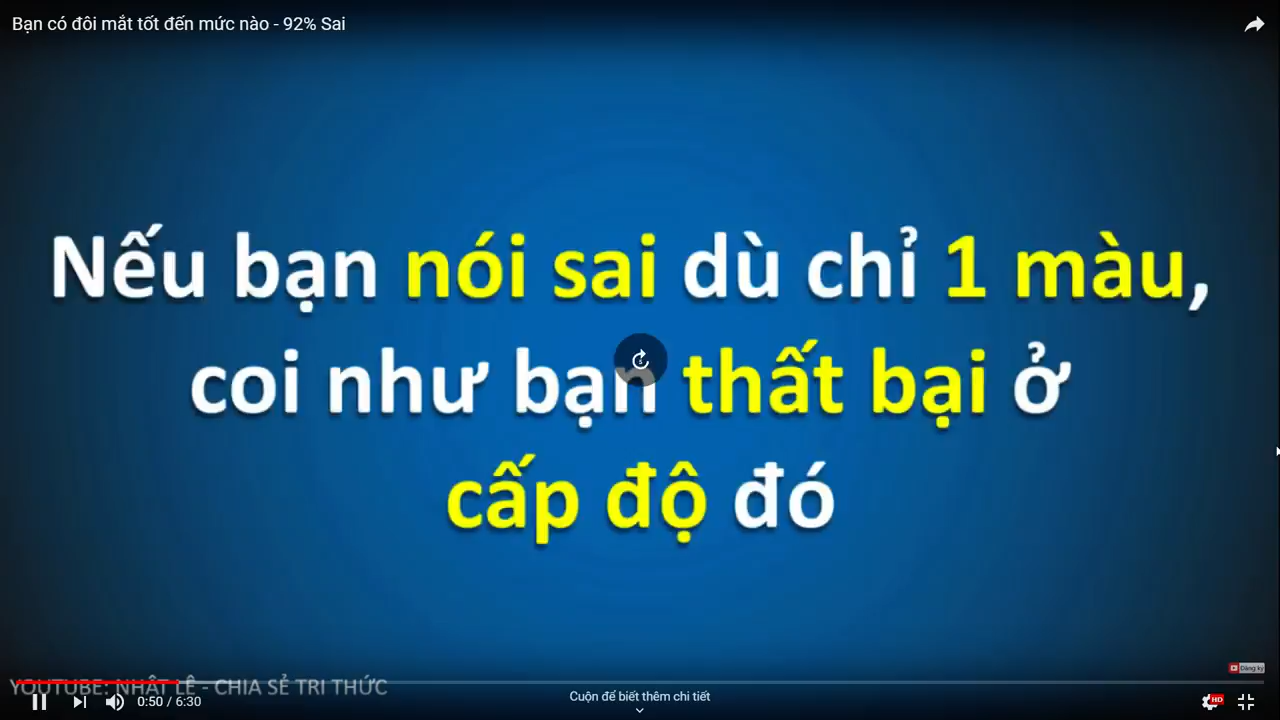 Bạn có đôi mắt tốt đến mức nào - 92% Sai
Nếu bạn nói sai dù chỉ 1 màu,
coi như bạn thất bại ở
cấp độ đó
Đăng ký
YOUTUBE: NHẬT LÊ - CHIA SẺ TRI THỨC
0:50 / 6:30
Cuộn để biết thêm chi tiết
HD